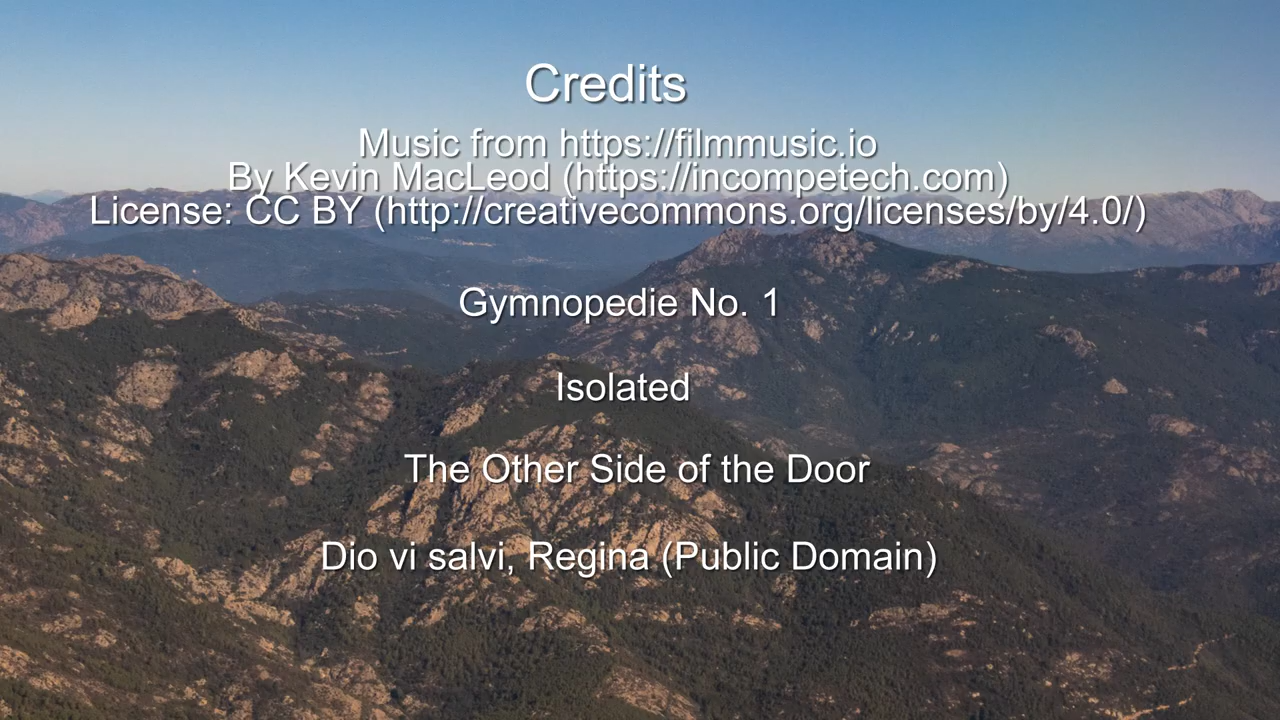 Credits
Music from https://filmmusic.io
By Kevin MacLeod (https://incompetech.com)
License: CC BY (http://creativecommons.org/licenses/by/4.0/)
Gymnopedie No. 1
Isolated
The Other Side of the Door
Dio vi salvi, Regina (Public Domain)